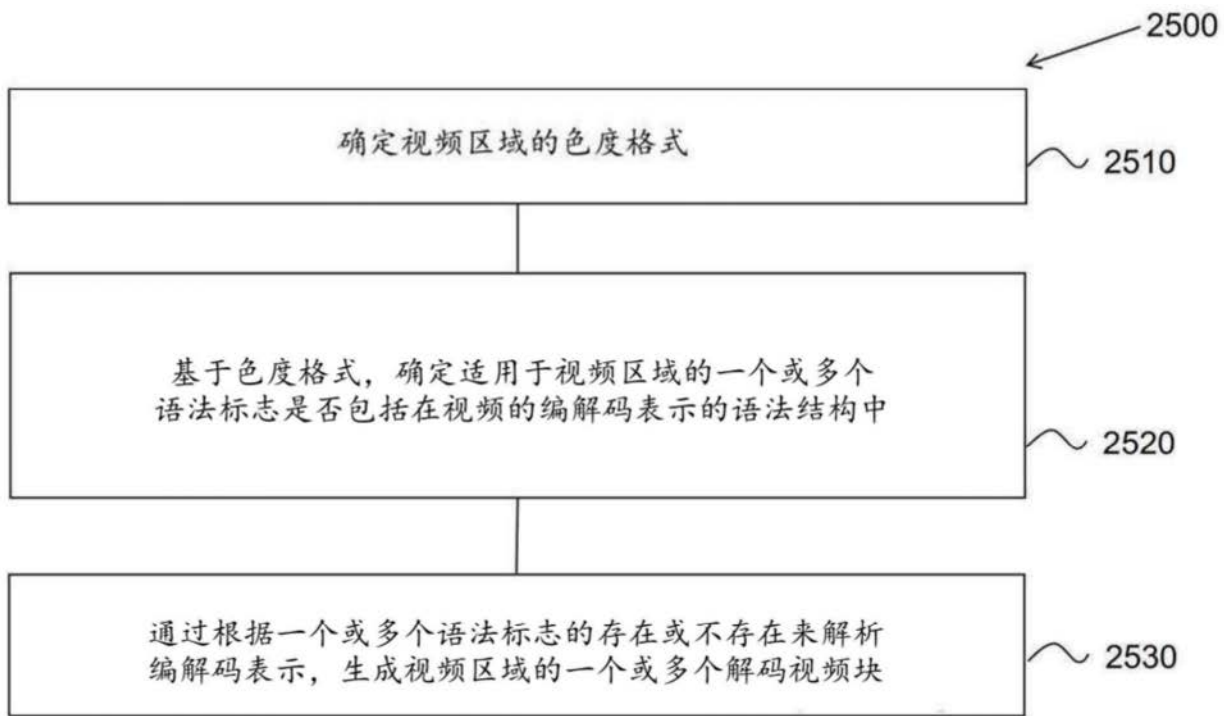 2500
确定视频区域的色度格式
2510
基于色度格式，确定适用于视频区域的一个或多个
语法标志是否包括在视频的编解码表示的语法结构中
2520
通过根据一个或多个语法标志的存在或不存在来解析
编解码表示，生成视频区域的一个或多个解码视频块
2530